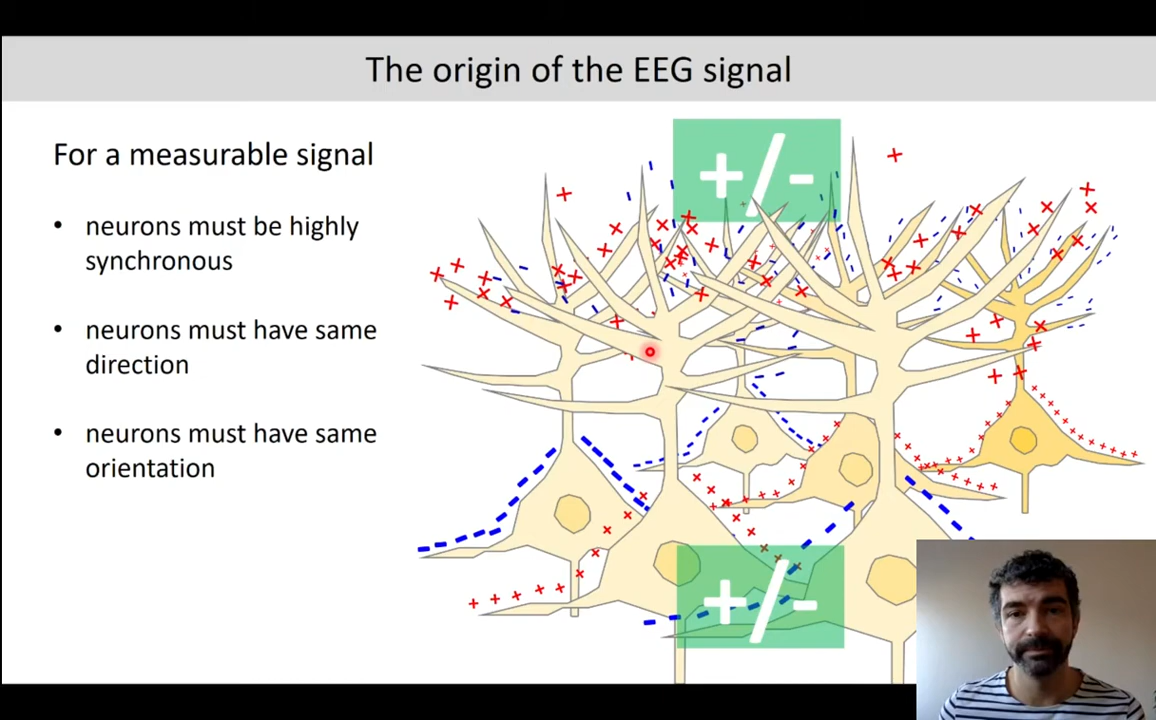 The origin of the EEG signal
For a measurable signal
• neurons must be highly
synchronous
• neurons must have same
direction
• neurons must have same
orientation
+/-
+/-